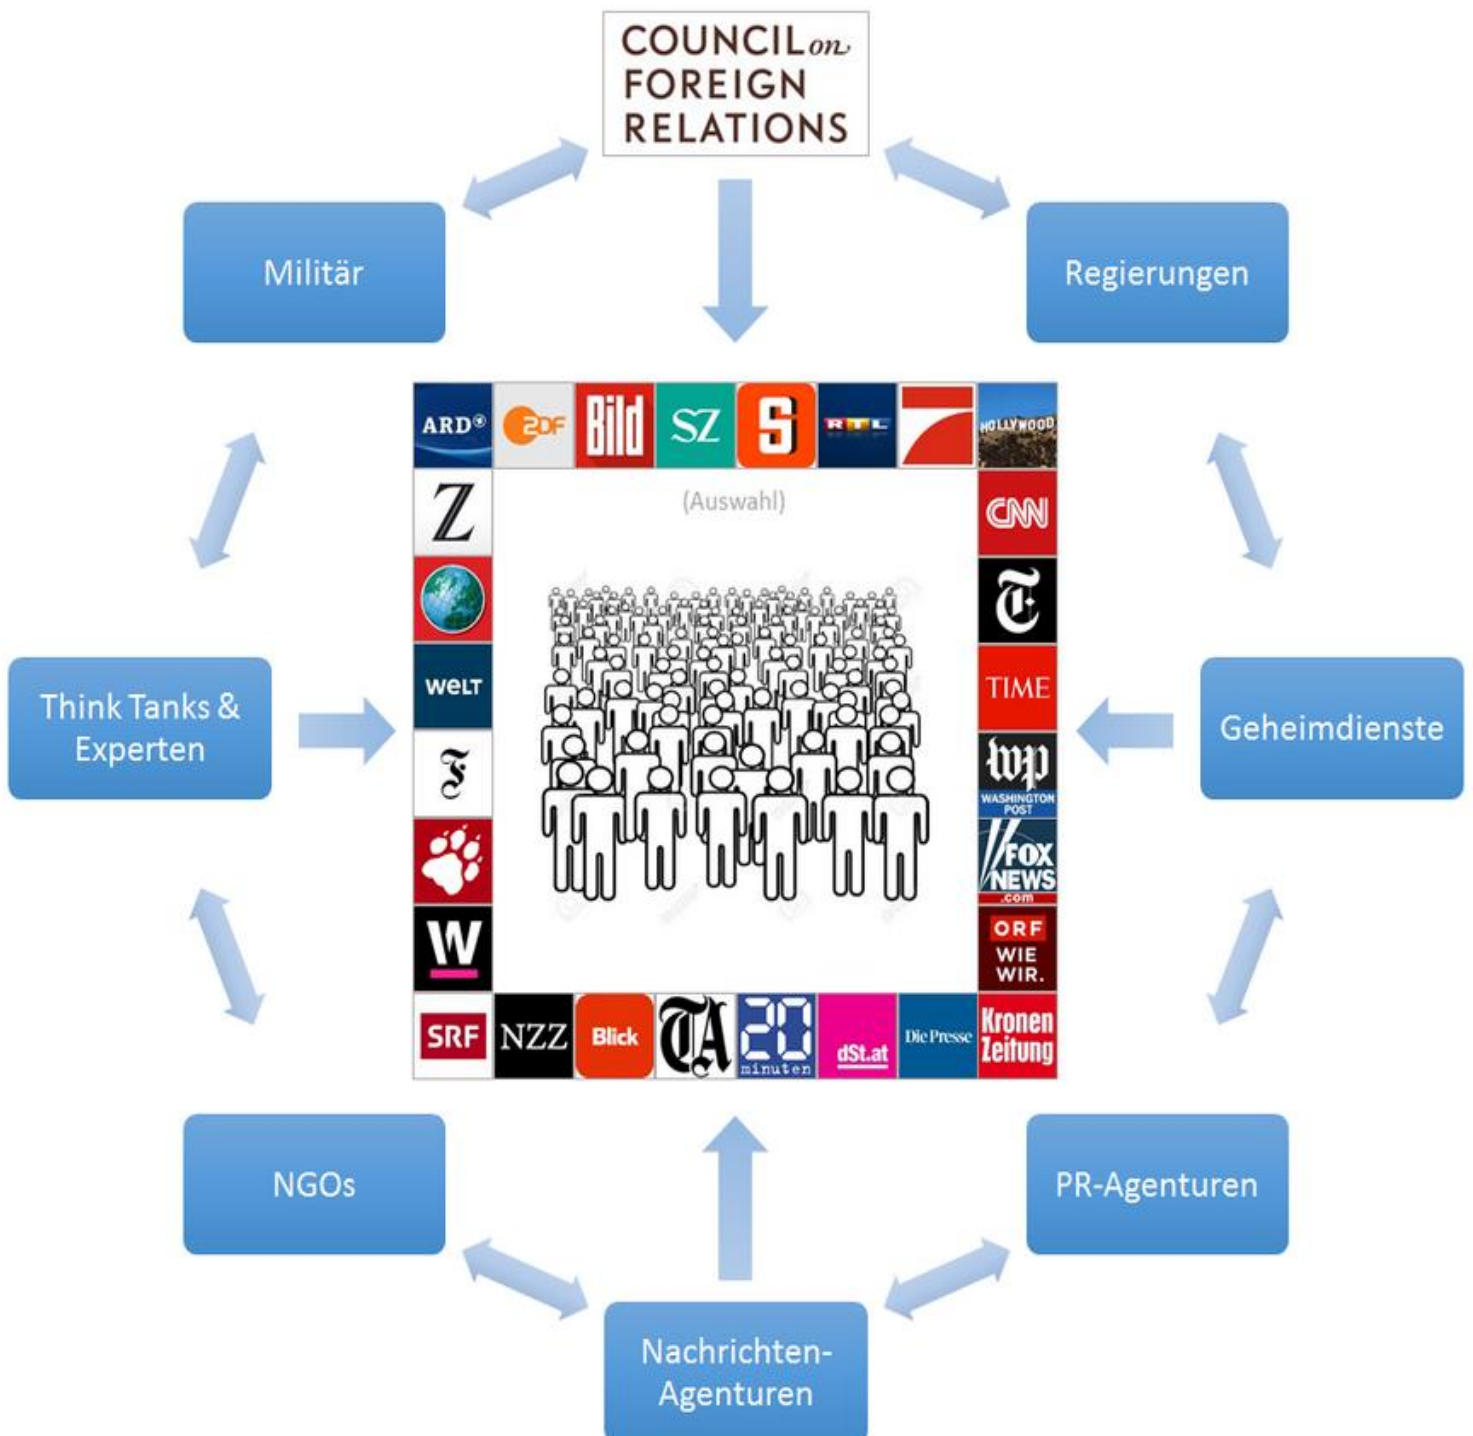 COUNCIL on
FOREIGN
RELATIONS
Militär
Regierungen
ARD
ZDF
Bild
SZ
S
RTL
7
HOLLYWOOD
(Auswahl)
Z
CNN
T
WELT
TIME
Think Tanks &
Experten
Geheimdienste
F
wp
WASHINGTON
POST
FOX
NEWS
.com
W
ORF
WIE
WIR.
SRF
NZZ
Blick
TA
20
minuten
dSt.at
Die Presse
Kronen
Zeitung
NGOs
PR-Agenturen
Nachrichten-
Agenturen